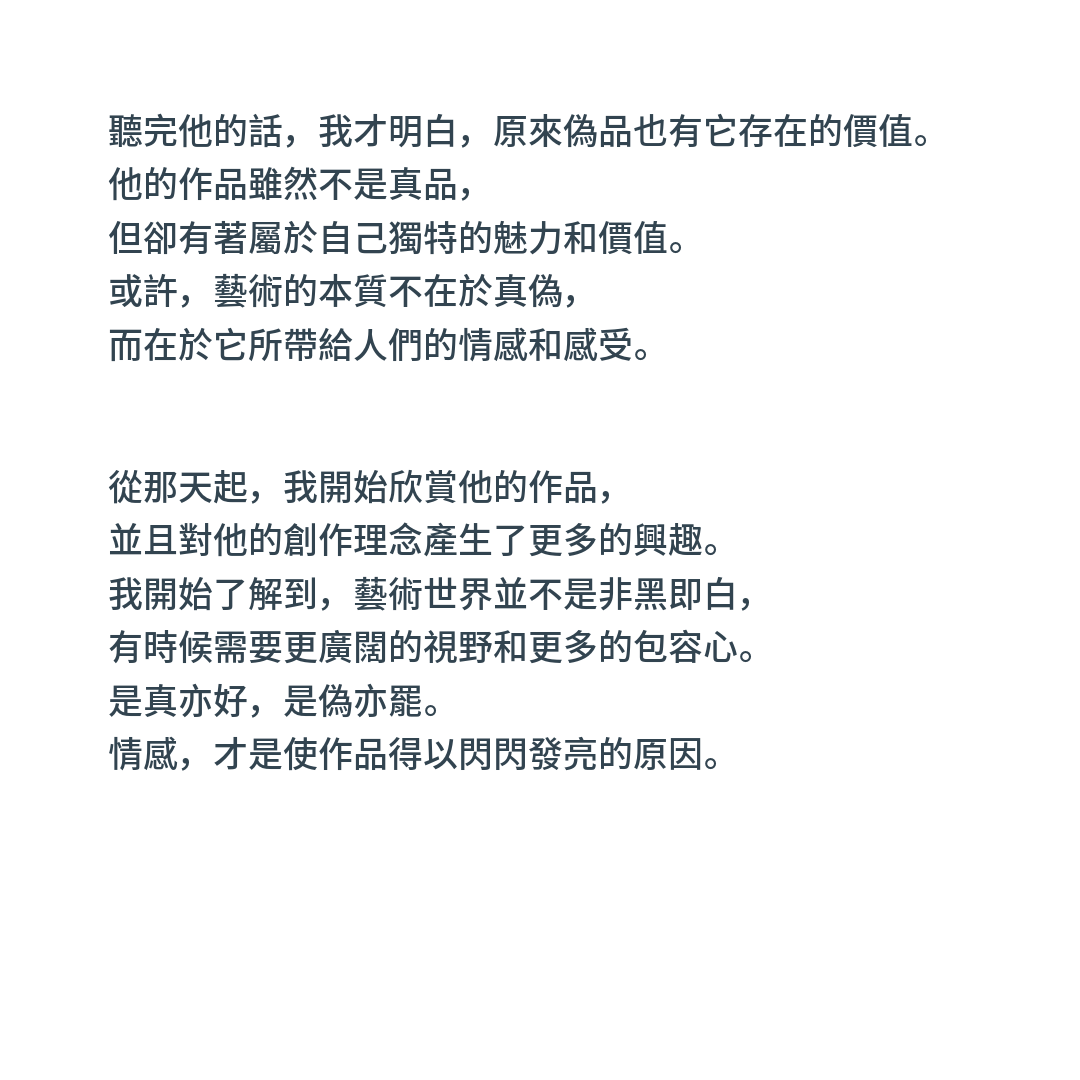 聽完他的話，我才明白，原來偽品也有它存在的價值。
他的作品雖然不是真品，
但卻有著屬於自己獨特的魅力和價值。
或許，藝術的本質不在於真偽，
而在於它所帶給人們的情感和感受。
從那天起，我開始欣賞他的作品，
並且對他的創作理念產生了更多的興趣。
我開始了解到，藝術世界並不是非黑即白，
有時候需要更廣闊的視野和更多的包容心。
是真亦好，是偽亦罷。
情感，才是使作品得以閃閃發亮的原因。